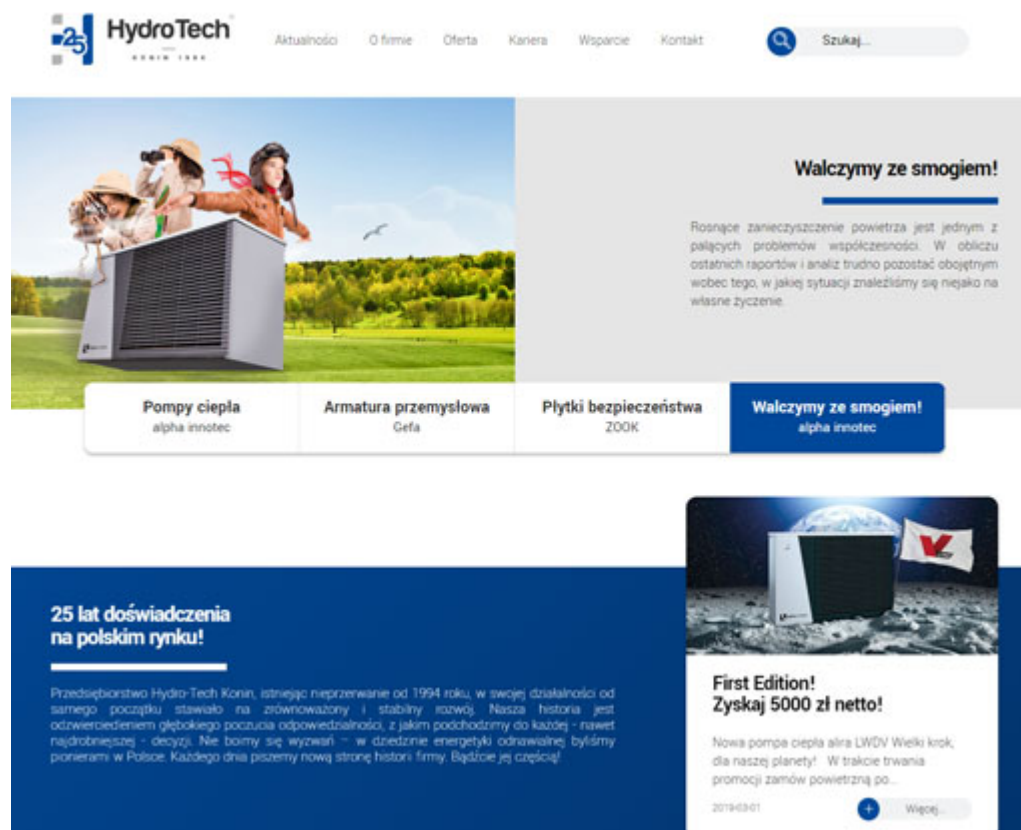 25
HydroTech
KONIN 1994
Aktualności
O firmie
Oferta
Kariera
Wsparcie
Kontakt
Szukaj...
Walczymy ze smogiem!
Rosnące zanieczyszczenie powietrza jest jednym z
palących problemów współczesności. W obliczu
ostatnich raportów i analiz trudno pozostać obojętnym
wobec tego, w jakiej sytuacji znaleźliśmy się niejako na
własne życzenie.
Pompy ciepła
alpha innotec
Armatura przemysłowa
Gefa
Płytki bezpieczeństwa
ZOOK
Walczymy ze smogiem!
alpha innotec
25 lat doświadczenia
na polskim rynku!
Przedsiębiorstwo Hydro-Tech Konin, istniejąc nieprzerwanie od 1994 roku, w swojej działalności od
samego początku stawiało na zrównoważony i stabilny rozwój. Nasza historia jest
odzwierciedleniem głębokiego poczucia odpowiedzialności, z jakim podchodzimy do każdej - nawet
najdrobniejszej - decyzji. Nie boimy się wyzwań – w dziedzinie energetyki odnawialnej byliśmy
pionierami w Polsce. Każdego dnia piszemy nową stronę historii firmy. Bądźcie jej częścią!
First Edition!
Zyskaj 5000 zł netto!
Nowa pompa ciepła alira LWDV Wielki krok,
dla naszej planety! W trakcie trwania
promocji zamów powietrzną po...
2019-03-01
Więcej...